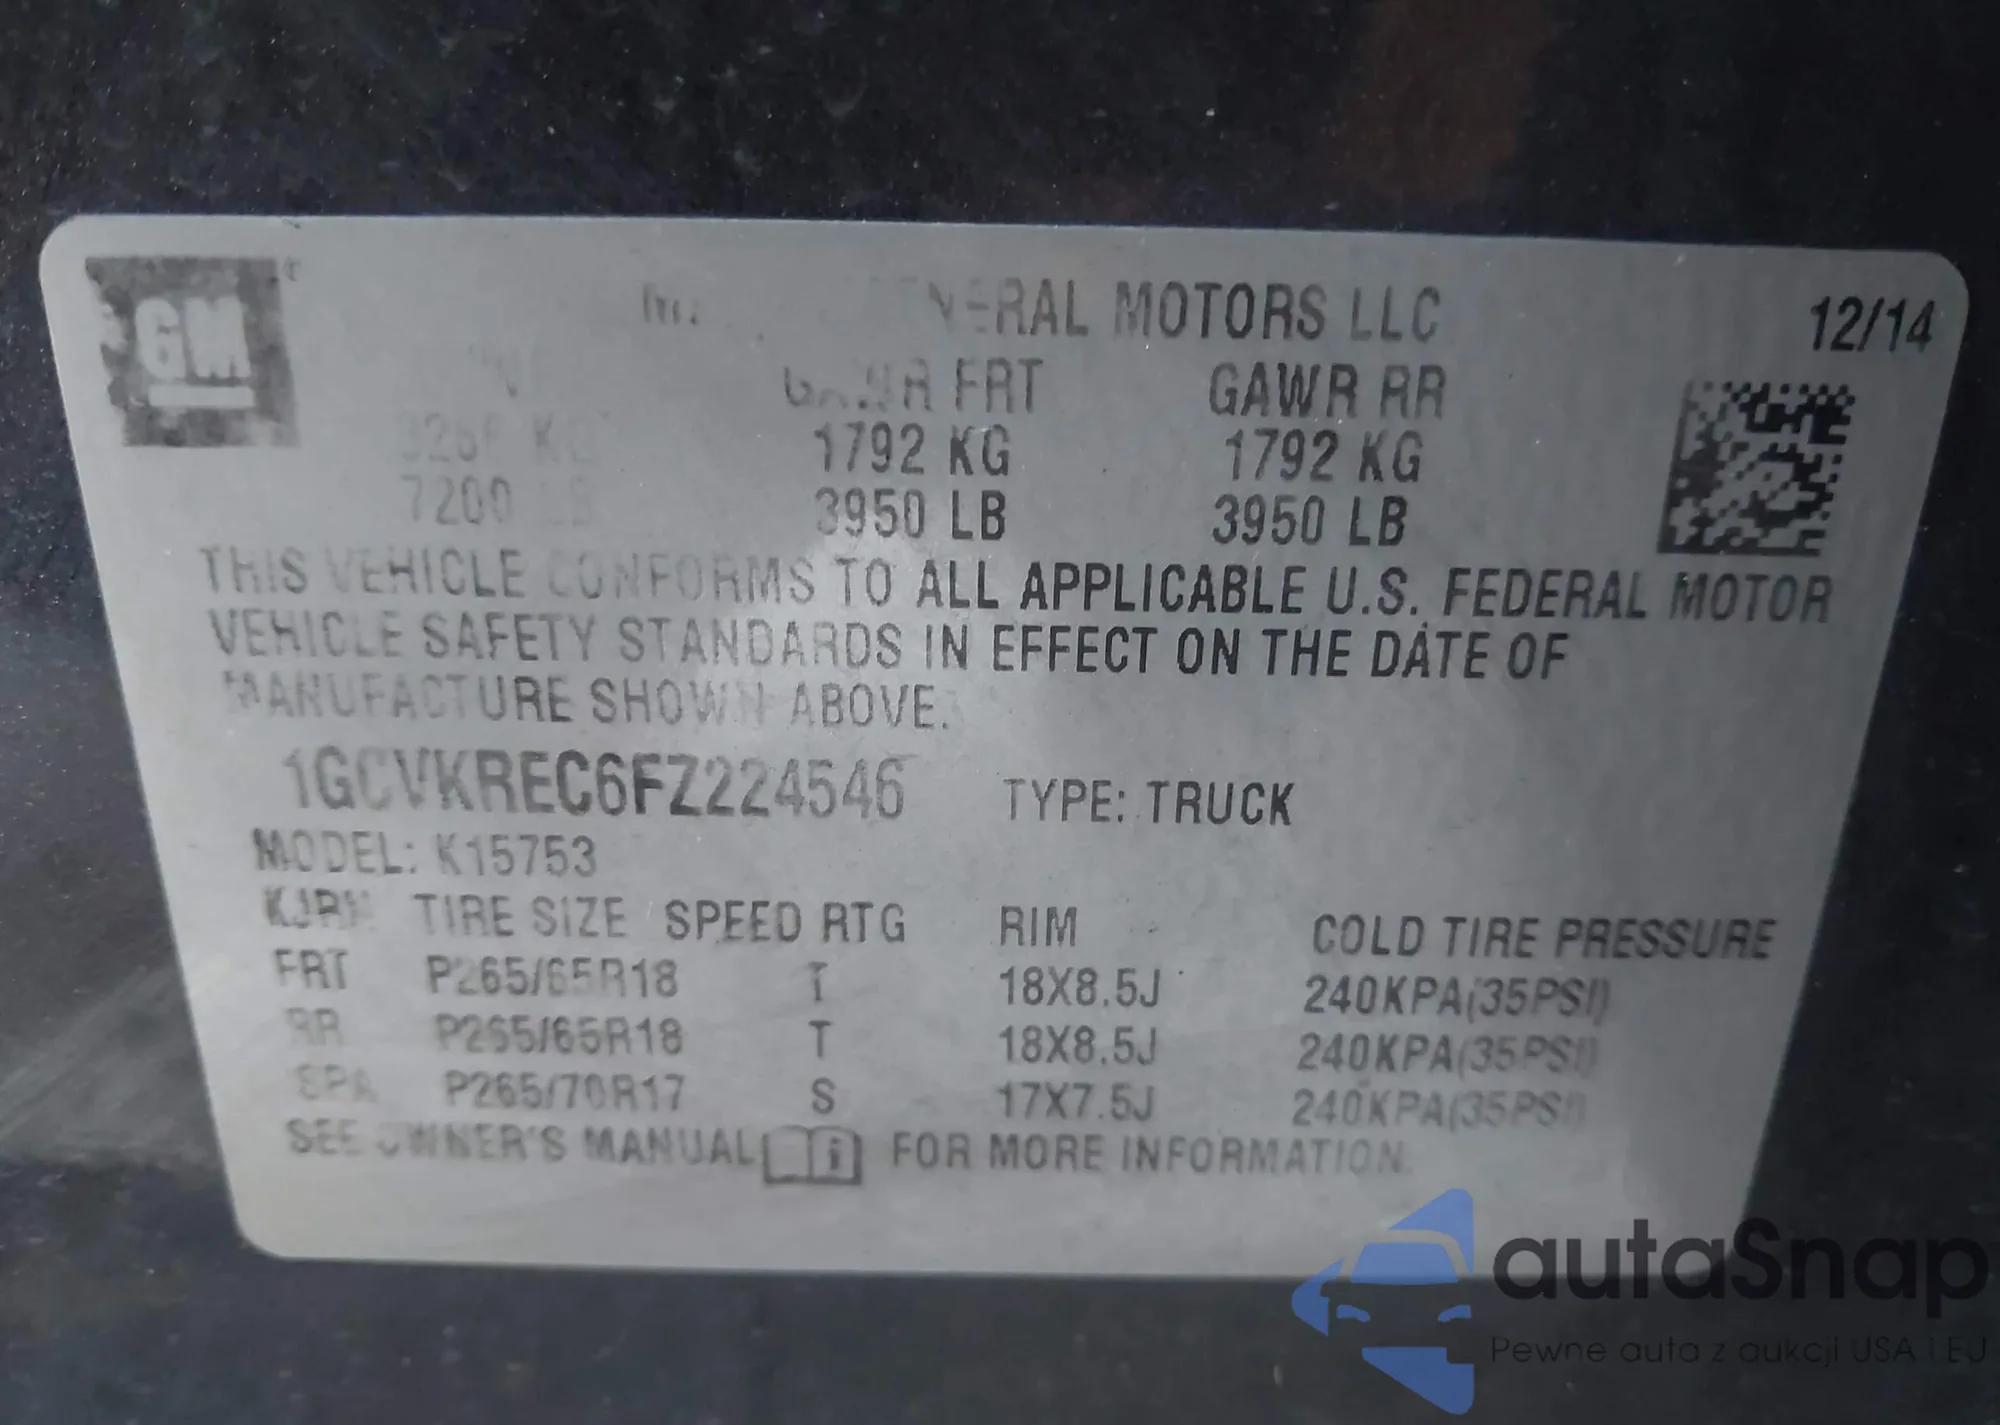 GM
GENERAL MOTORS LLC 12/14
GAWR FRT GAWR RR
KG 1792 KG 1792 KG
7200 LB 3950 LB 3950 LB
THIS VEHICLE CONFORMS TO ALL APPLICABLE U.S. FEDERAL MOTOR
VEHICLE SAFETY STANDARDS IN EFFECT ON THE DATE OF
MANUFACTURE SHOWN ABOVE.
1GCVKREC6FZ224546 TYPE: TRUCK
MODEL: K15753
TIRE SIZE SPEED RTG RIM COLD TIRE PRESSURE
FRT P265/65R18 T 18X8.5J 240KPA(35PSI)
RR P265/65R18 T 18X8.5J 240KPA(35PSI)
SPA P265/70R17 S 17X7.5J 240KPA(35PSI)
SEE OWNER'S MANUAL i FOR MORE INFORMATION.
autaSnap
Pewne auta z aukcji USA i EU